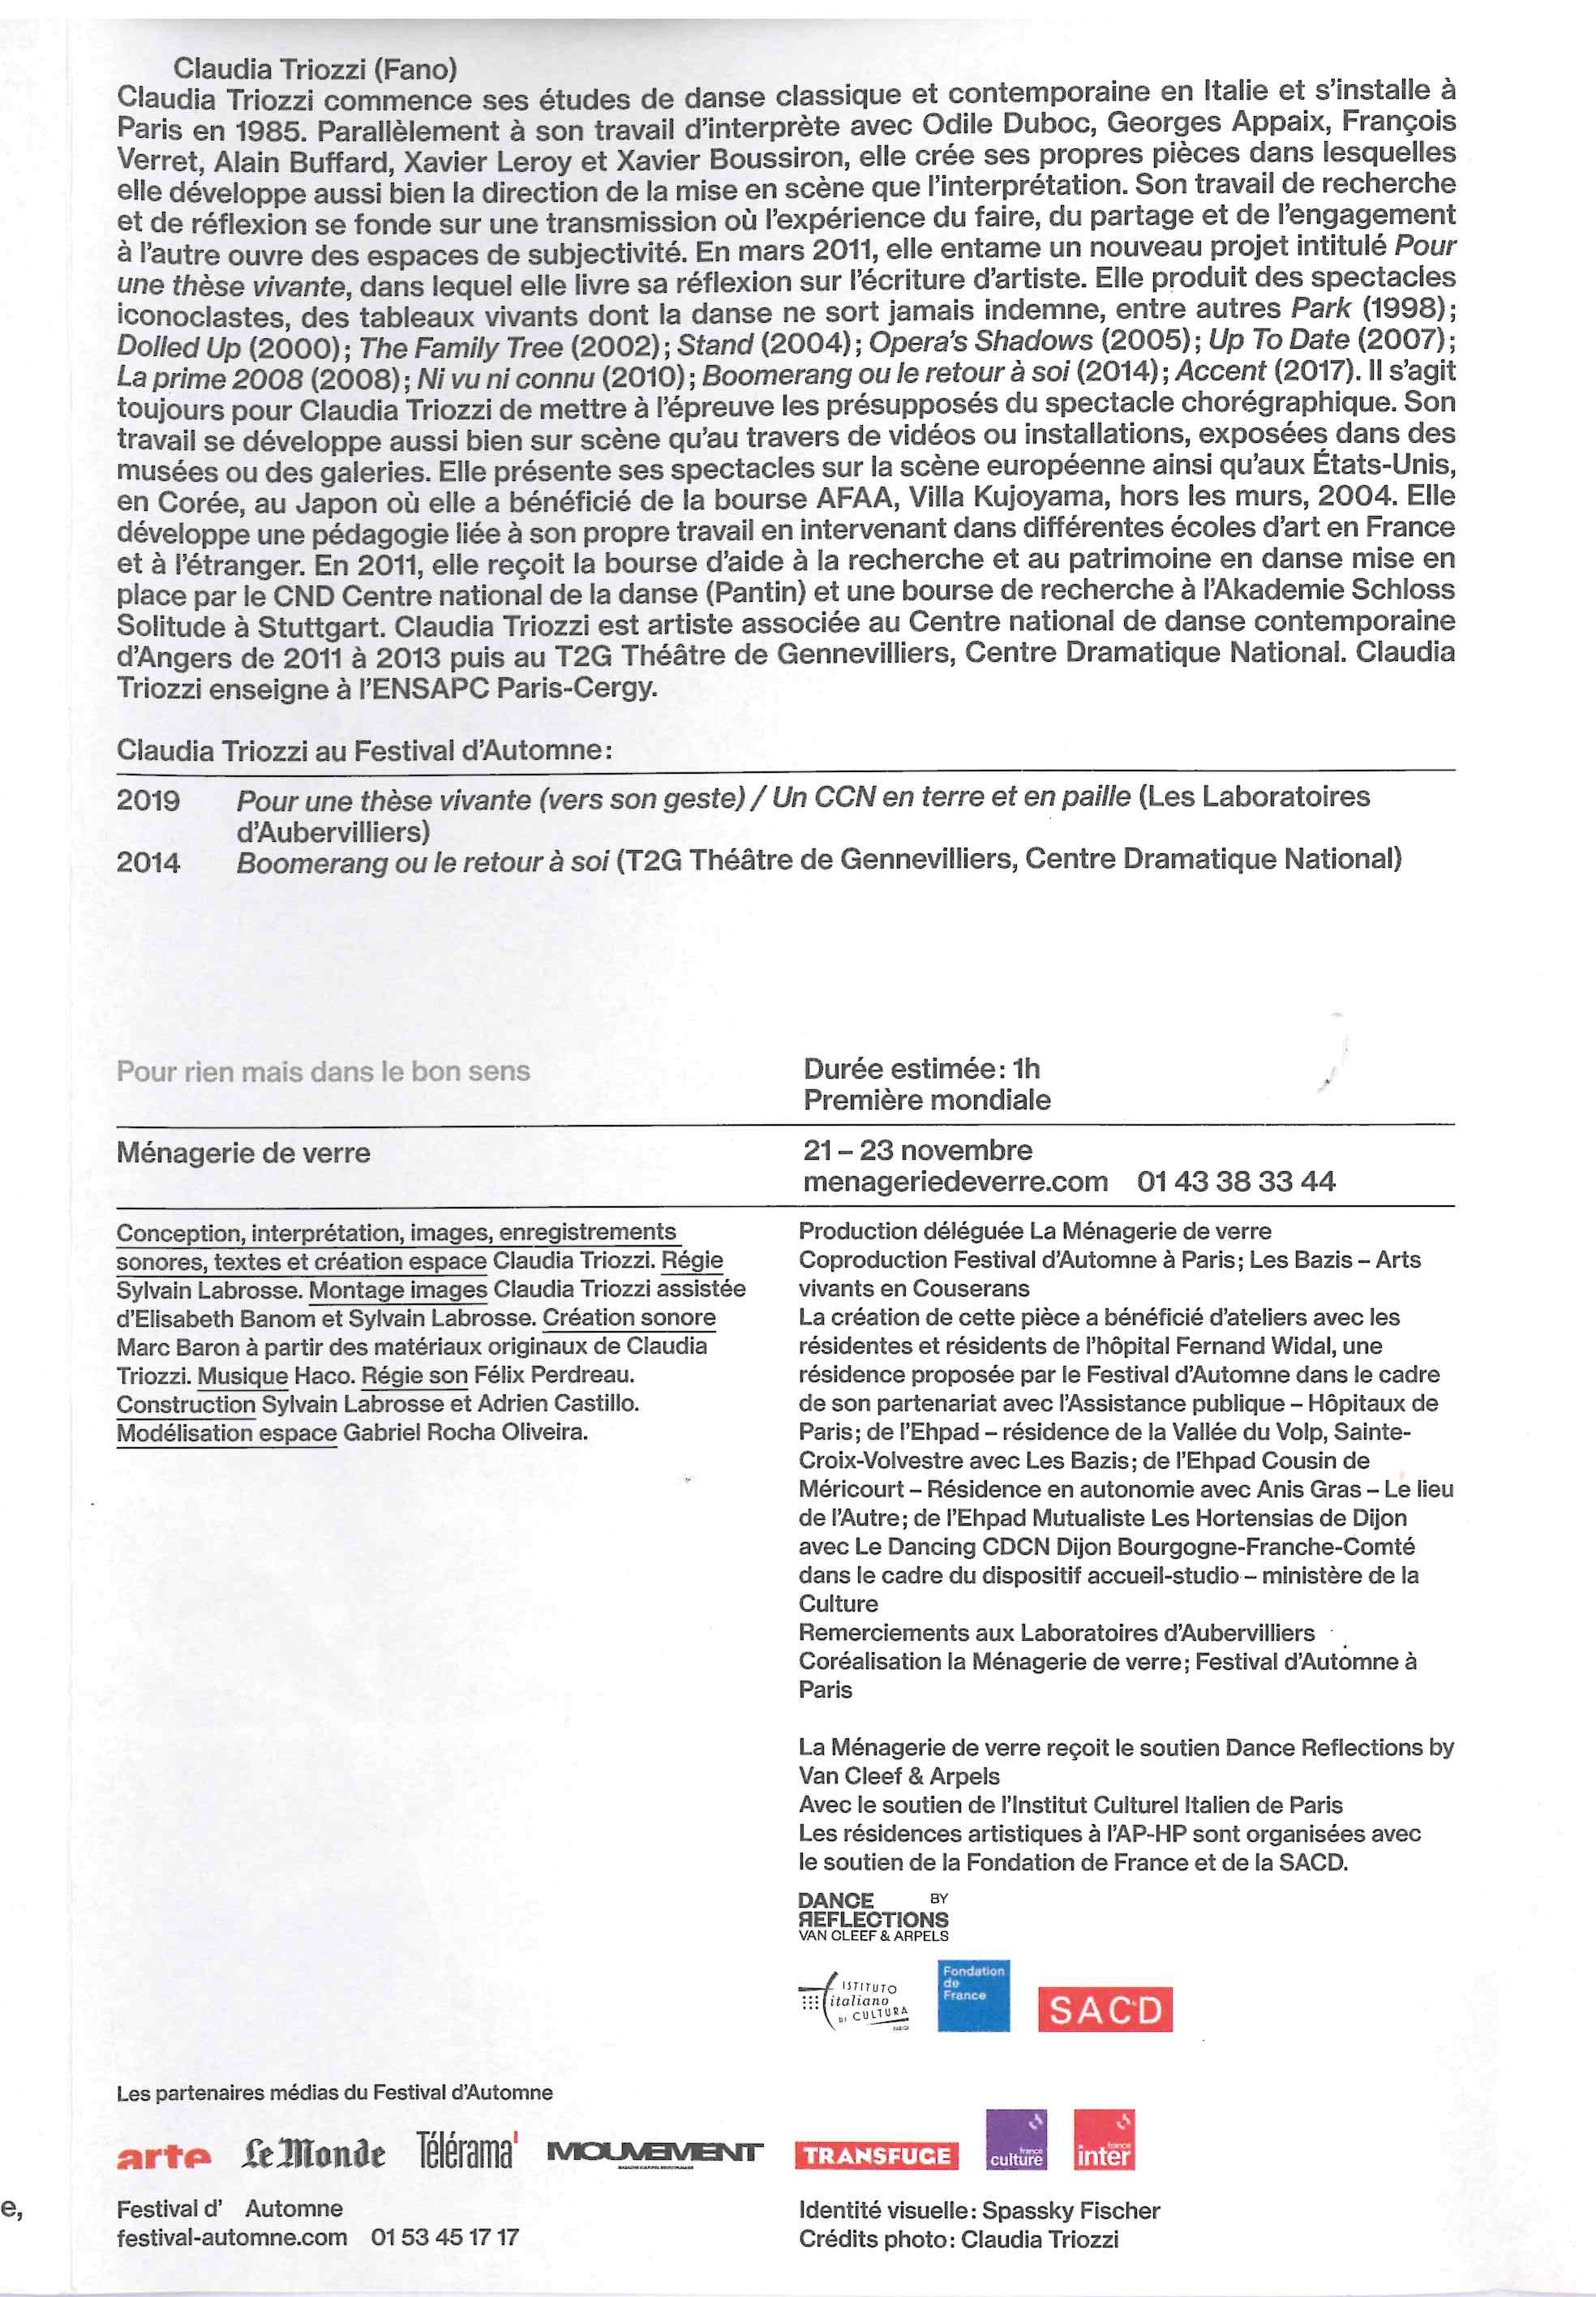 Claudia Triozzi (Fano)
Claudia Triozzi commence ses études de danse classique et contemporaine en Italie et s'installe à
Paris en 1985. Parallèlement à son travail d'interprète avec Odile Duboc, Georges Appaix, François
Verret, Alain Buffard, Xavier Leroy et Xavier Boussiron, elle crée ses propres pièces dans lesquelles
elle développe aussi bien la direction de la mise en scène que l'interprétation. Son travail de recherche
et de réflexion se fonde sur une transmission où l'expérience du faire, du partage et de l'engagement
à l'autre ouvre des espaces de subjectivité. En mars 2011, elle entame un nouveau projet intitulé Pour
une thèse vivante, dans lequel elle livre sa réflexion sur l'écriture d'artiste. Elle produit des spectacles
iconoclastes, des tableaux vivants dont la danse ne sort jamais indemne, entre autres Park (1998);
Dolled Up (2000); The Family Tree (2002); Stand (2004); Opera's Shadows (2005); Up To Date (2007);
La prime 2008 (2008); Ni vu ni connu (2010); Boomerang ou le retour à soi (2014); Accent (2017). Il s'agit
toujours pour Claudia Triozzi de mettre à l'épreuve les présupposés du spectacle chorégraphique. Son
travail se développe aussi bien sur scène qu'au travers de vidéos ou installations, exposées dans des
musées ou des galeries. Elle présente ses spectacles sur la scène européenne ainsi qu'aux États-Unis,
en Corée, au Japon où elle a bénéficié de la bourse AFAA, Villa Kujoyama, hors les murs, 2004. Elle
développe une pédagogie liée à son propre travail en intervenant dans différentes écoles d'art en France
et à l'étranger. En 2011, elle reçoit la bourse d'aide à la recherche et au patrimoine en danse mise en
place par le CND Centre national de la danse (Pantin) et une bourse de recherche à l'Akademie Schloss
Solitude à Stuttgart. Claudia Triozzi est artiste associée au Centre national de danse contemporaine
d'Angers de 2011 à 2013 puis au T2G Théâtre de Gennevilliers, Centre Dramatique National. Claudia
Triozzi enseigne à l'ENSAPC Paris-Cergy.
Claudia Triozzi au Festival d'Automne:
2019 Pour une thèse vivante (vers son geste) / Un CCN en terre et en paille (Les Laboratoires
d'Aubervilliers)
2014 Boomerang ou le retour à soi (T2G Théâtre de Gennevilliers, Centre Dramatique National)
Pour rien mais dans le bon sens
Durée estimée: 1h
Première mondiale
Ménagerie de verre
21 – 23 novembre
menageriedeverre.com 01 43 38 33 44
Conception, interprétation, images, enregistrements
sonores, textes et création espace Claudia Triozzi. Régie
Sylvain Labrosse. Montage images Claudia Triozzi assistée
d'Elisabeth Banom et Sylvain Labrosse. Création sonore
Marc Baron à partir des matériaux originaux de Claudia
Triozzi. Musique Haco. Régie son Félix Perdreau.
Construction Sylvain Labrosse et Adrien Castillo.
Modélisation espace Gabriel Rocha Oliveira.
Production déléguée La Ménagerie de verre
Coproduction Festival d'Automne à Paris; Les Bazis – Arts
vivants en Couserans
La création de cette pièce a bénéficié d'ateliers avec les
résidentes et résidents de l'hôpital Fernand Widal, une
résidence proposée par le Festival d'Automne dans le cadre
de son partenariat avec l'Assistance publique – Hôpitaux de
Paris; de l'Ehpad – résidence de la Vallée du Volp, Sainte-
Croix-Volvestre avec Les Bazis; de l'Ehpad Cousin de
Méricourt – Résidence en autonomie avec Anis Gras – Le lieu
de l'Autre; de l'Ehpad Mutualiste Les Hortensias de Dijon
avec Le Dancing CDCN Dijon Bourgogne-Franche-Comté
dans le cadre du dispositif accueil-studio – ministère de la
Culture
Remerciements aux Laboratoires d'Aubervilliers
Coréalisation la Ménagerie de verre; Festival d'Automne à
Paris
La Ménagerie de verre reçoit le soutien Dance Reflections by
Van Cleef & Arpels
Avec le soutien de l'Institut Culturel Italien de Paris
Les résidences artistiques à l'AP-HP sont organisées avec
le soutien de la Fondation de France et de la SACD.
DANCE BY
REFLECTIONS
VAN CLEEF & ARPELS
ISTITUTO
italiano
DI CULTURA
Fondation
de
France
SACD
Les partenaires médias du Festival d'Automne
arte Le Monde Télérama' MOUVEMENT TRANSFUGE france culture france inter
e,
Festival d' Automne
festival-automne.com 01 53 45 17 17
Identité visuelle: Spassky Fischer
Crédits photo: Claudia Triozzi